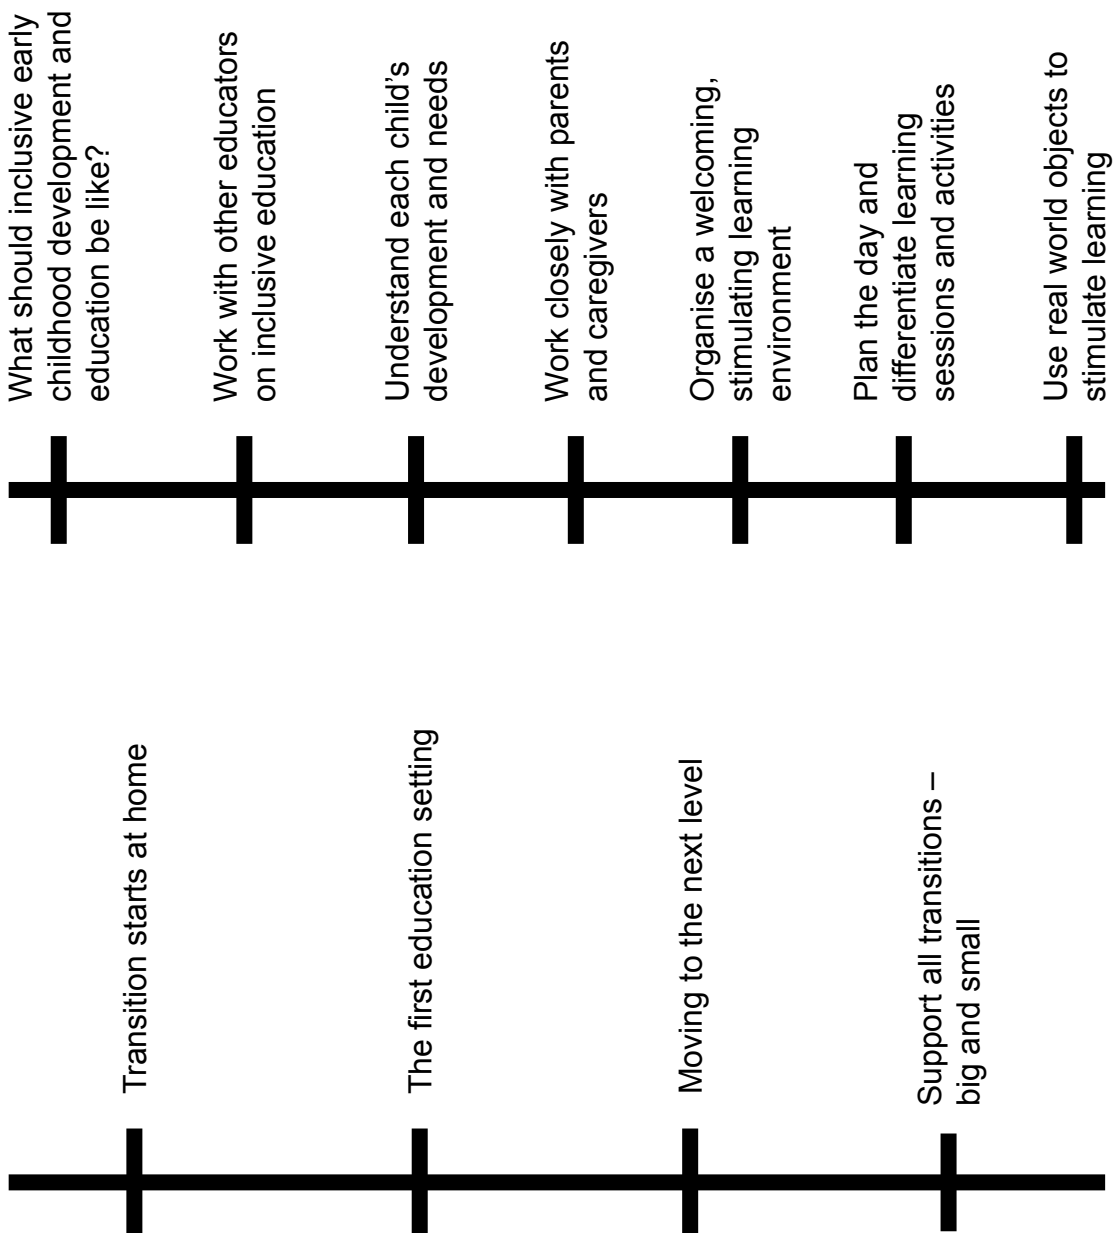 What should inclusive early
childhood development and
education be like?
Work with other educators
on inclusive education
Understand each child’s
development and needs
Work closely with parents
and caregivers
Organise a welcoming,
stimulating learning
environment
Plan the day and
differentiate learning
sessions and activities
Use real world objects to
stimulate learning
Transition starts at home
The first education setting
Moving to the next level
Support all transitions –
big and small